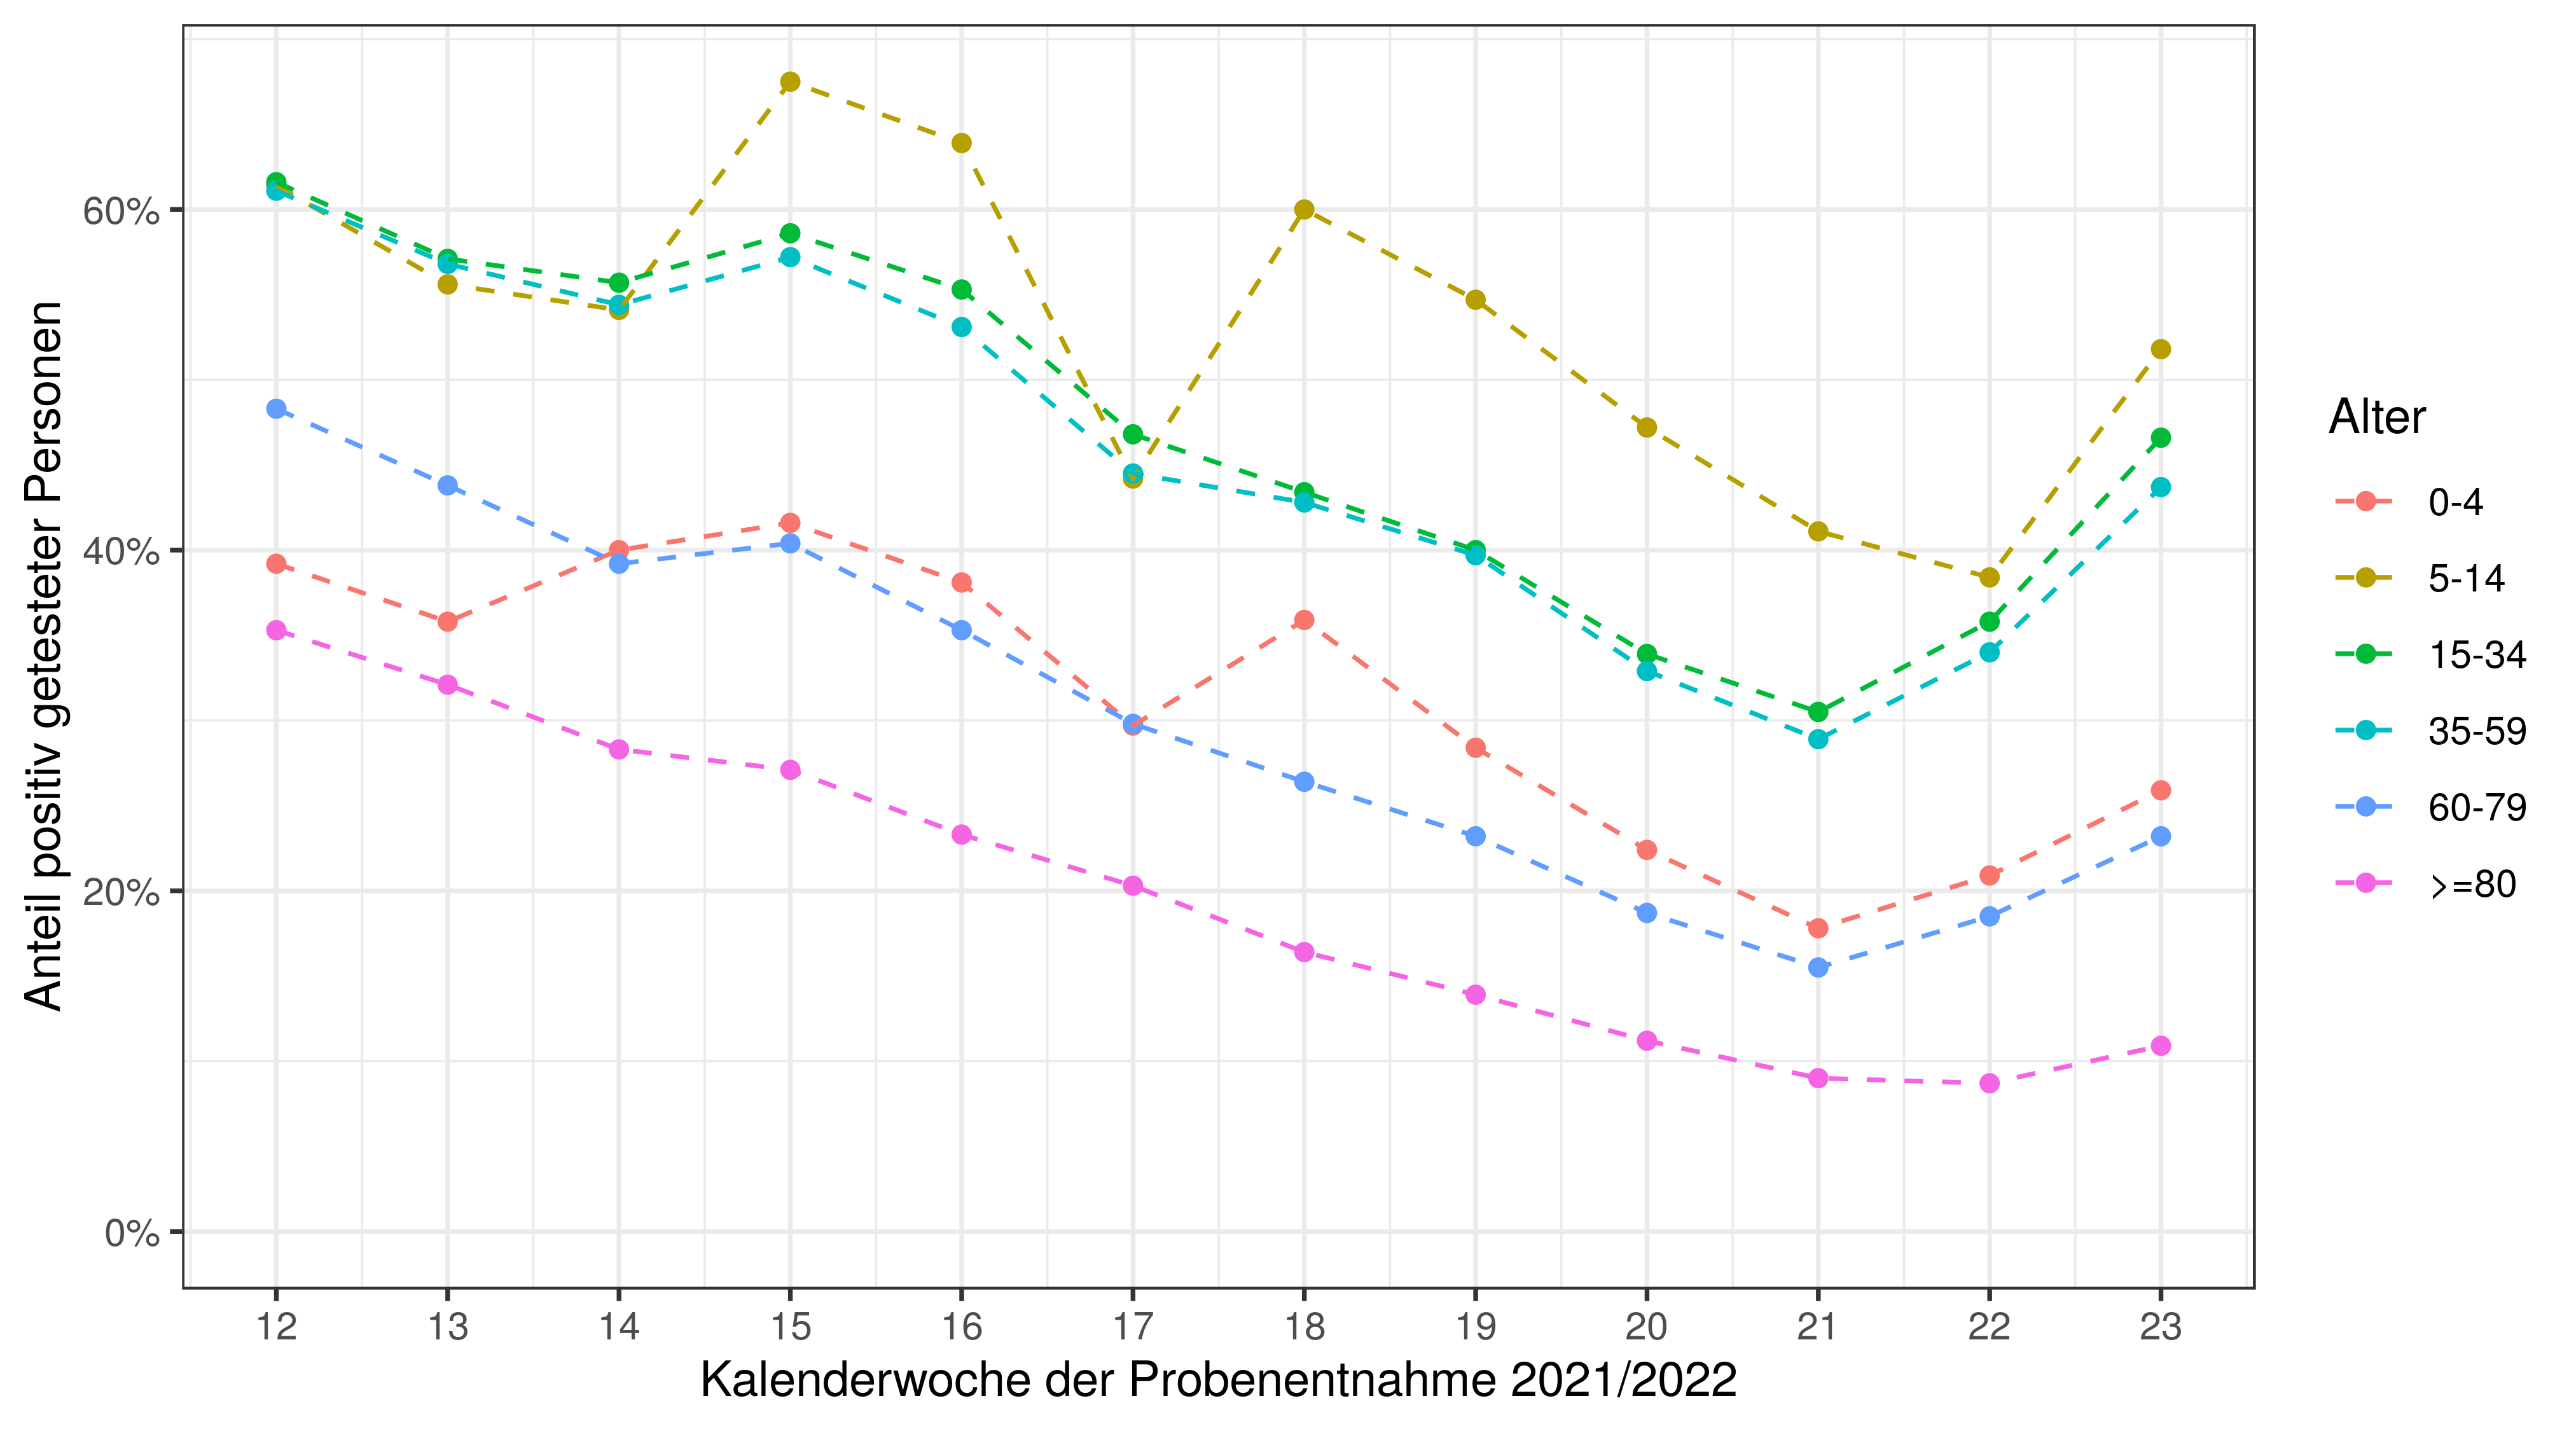 60%
40%
20%
0%
Anteil positiv getesteter Personen
12 13 14 15 16 17 18 19 20 21 22 23
Kalenderwoche der Probenentnahme 2021/2022
Alter
0-4
5-14
15-34
35-59
60-79
>=80